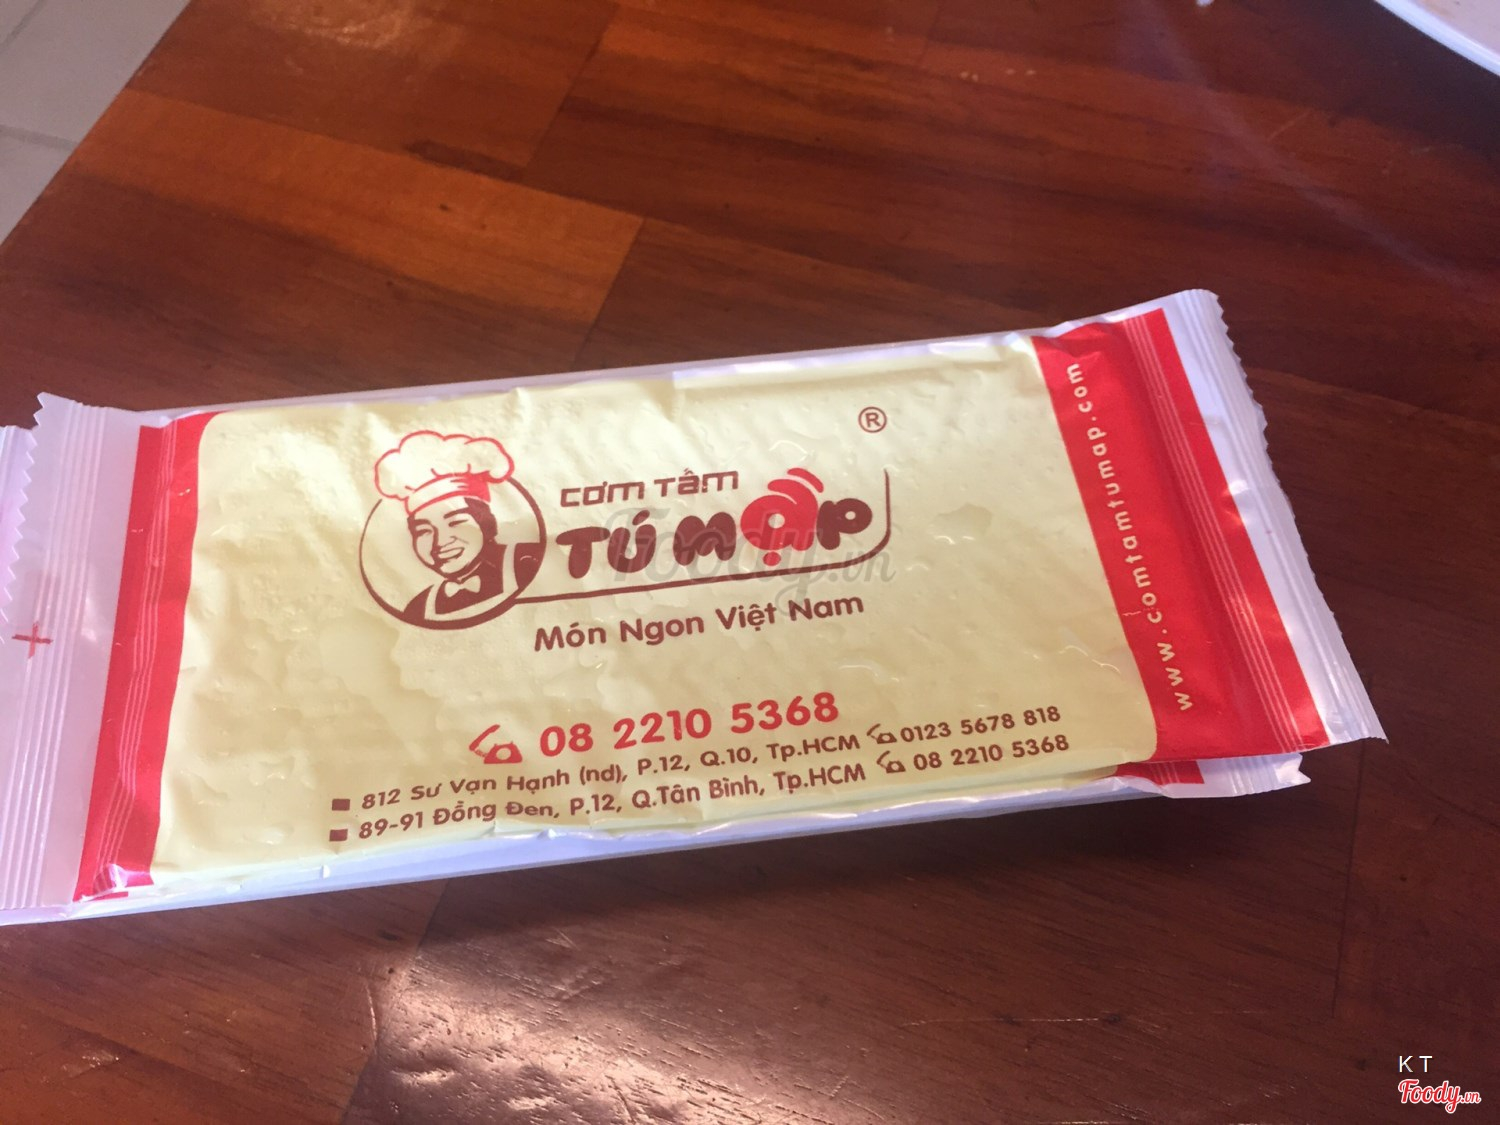 ®
cơm tấm
TÚ MẬP
Món Ngon Việt Nam
08 2210 5368
812 Sư Vạn Hạnh (nd), P.12, Q.10, Tp.HCM 0123 5678 818
89-91 Đồng Đen, P.12, Q.Tân Bình, Tp.HCM 08 2210 5368
www.comtamtumap.com
Foody.vn
K T
Foody.vn